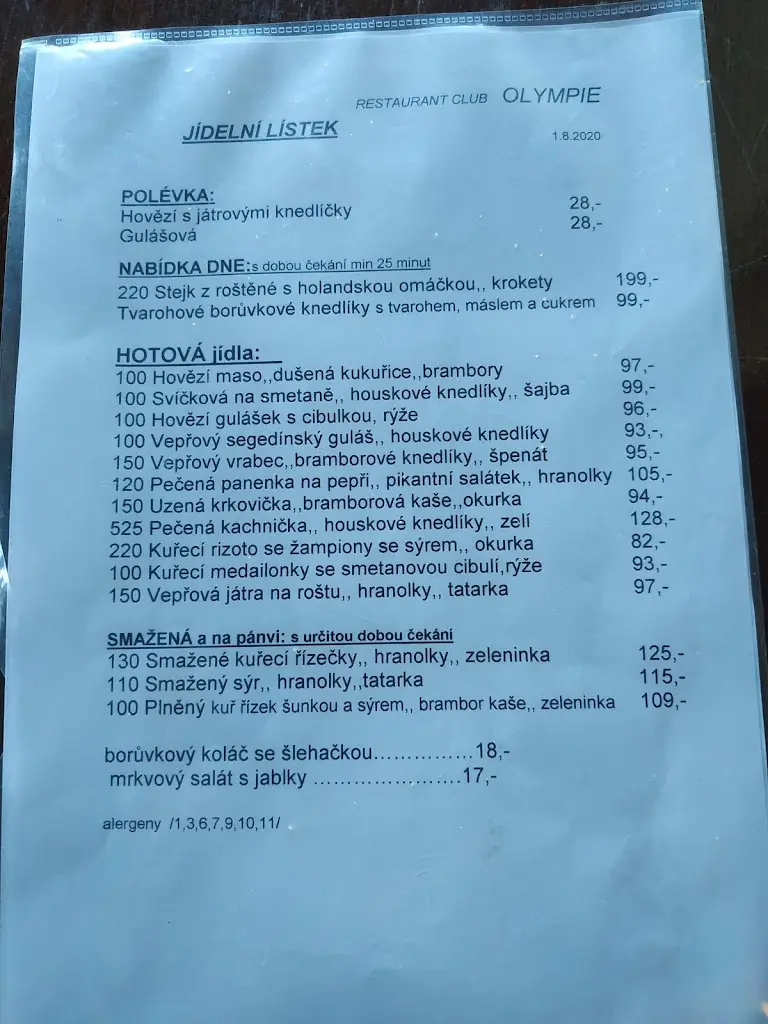 RESTAURANT CLUB OLYMPIE
JÍDELNÍ LÍSTEK 1.8.2020
POLÉVKA:
Hovězí s játrovými knedlíčky 28,-
Gulášová 28,-
NABÍDKA DNE: s dobou čekání min 25 minut
220 Stejk z roštěné s holandskou omáčkou,, krokety 199,-
Tvarohové borůvkové knedlíky s tvarohem, máslem a cukrem 99,-
HOTOVÁ jídla:
100 Hovězí maso,,dušená kukuřice,,brambory 97,-
100 Svíčková na smetaně,, houskové knedlíky,, šajba 99,-
100 Hovězí gulášek s cibulkou, rýže 96,-
100 Vepřový segedínský guláš,, houskové knedlíky 93,-,
150 Vepřový vrabec,,bramborové knedlíky,, špenát 95,-
120 Pečená panenka na pepři,, pikantní salátek,, hranolky 105,-
150 Uzená krkovička,,bramborová kaše,,okurka 94,-
525 Pečená kachnička,, houskové knedlíky,, zelí 128,-
220 Kuřecí rizoto se žampiony se sýrem,, okurka 82,-
100 Kuřecí medailonky se smetanovou cibulí,rýže 93,-
150 Vepřová játra na roštu,, hranolky,, tatarka 97,-
SMAŽENÁ a na pánvi: s určitou dobou čekání
130 Smažené kuřecí řízečky,, hranolky,, zeleninka 125,-
110 Smažený sýr,, hranolky,,tatarka 115,-
100 Plněný kuř řízek šunkou a sýrem,, brambor kaše,, zeleninka 109,-
borůvkový koláč se šlehačkou……………18,-
mrkvový salát s jablky ………………….17,-
alergeny /1,3,6,7,9,10,11/